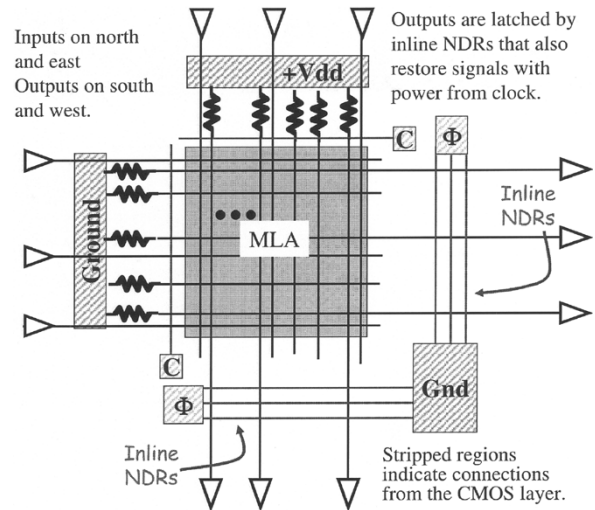 Inputs on north
and east
Outputs on south
and west.
Outputs are latched by
inline NDRs that also
restore signals with
power from clock.
+Vdd
C
Φ
Ground
MLA
Inline
NDRs
C
Φ
Gnd
Inline
NDRs
Stripped regions
indicate connections
from the CMOS layer.